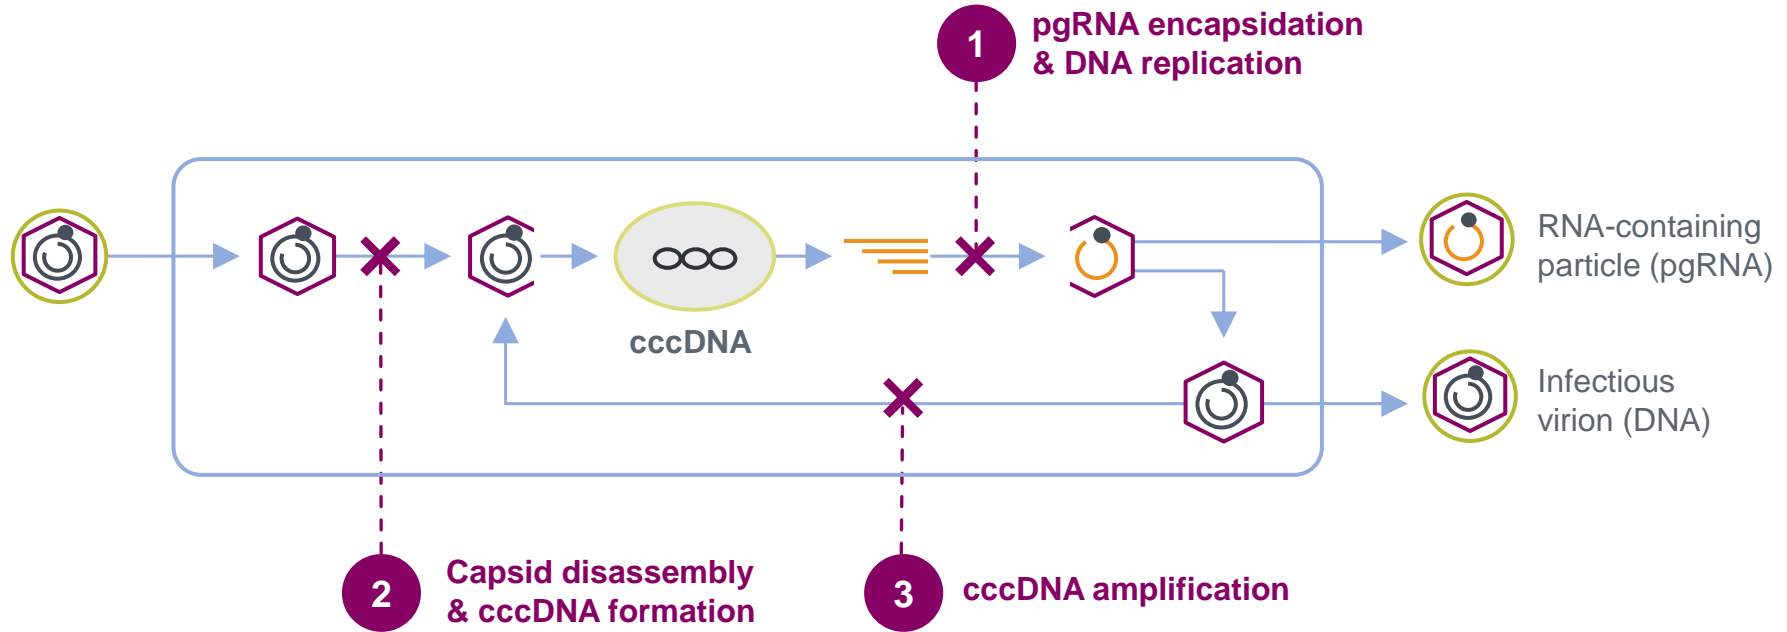 1
pgRNA encapsidation
& DNA replication
RNA-containing
particle (pgRNA)
cccDNA
Infectious
virion (DNA)
2
Capsid disassembly
& cccDNA formation
3
cccDNA amplification